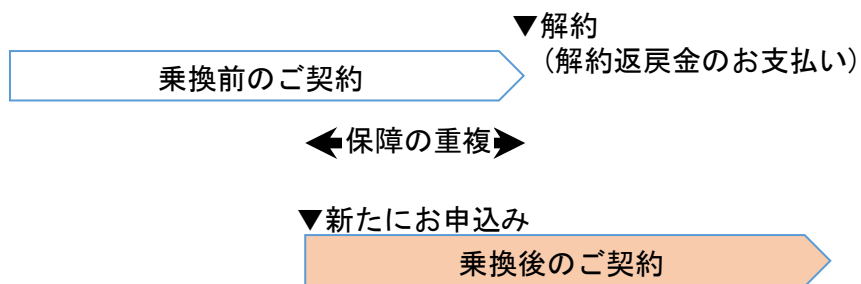 ▼解約
（解約返戻金のお支払い）
乗換前のご契約
保障の重複
▼新たにお申込み
乗換後のご契約